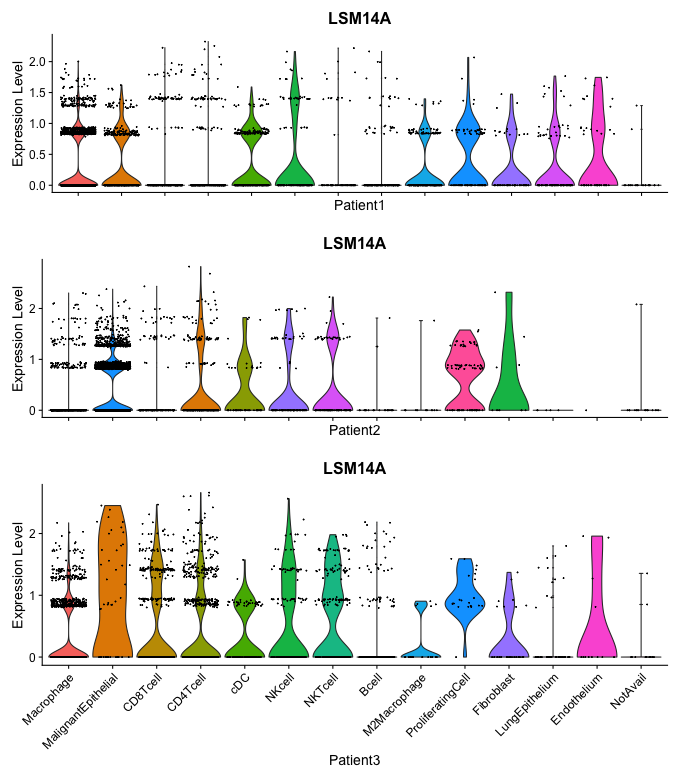 LSM14A
Expression Level
2.0
1.5
1.0
0.5
0.0
Patient1
LSM14A
Expression Level
2
1
0
Patient2
LSM14A
Expression Level
2
1
0
Macrophage
MalignantEpithelial
CD8Tcell
CD4Tcell
cDC
NKcell
NKTcell
Bcell
M2Macrophage
ProliferatingCell
Fibroblast
LungEpithelium
Endothelium
NotAvail
Patient3